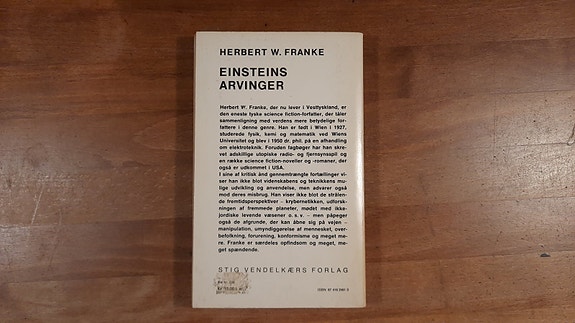 HERBERT W. FRANKE
EINSTEINS
ARVINGER
Herbert W. Franke, der nu lever i Vesttyskland, er
den eneste tyske science fiction-forfatter, der tåler
sammenligning med verdens mere betydelige for-
fattere i denne genre. Han er født i Wien i 1927,
studerede fysik, kemi og matematik ved Wiens
Universitet og blev i 1950 dr. phil. på en afhandling
om elektroteknik. Foruden fagbøger har han skre-
vet adskillige utopiske radio- og fjernsynsspil og
en række science fiction-noveller og -romaner, der
også er udkommet i USA.
I sine af kritisk ånd gennemtrængte fortællinger vi-
ser han ikke blot videnskabens og teknikkens mu-
lige udvikling og anvendelse, men advarer også
mod deres misbrug. Han viser ikke blot de strålen-
de fremtidsperspektiver – krybernetikken, udforsk-
ningen af fremmede planeter, mødet med ikke-
jordiske levende væsener o. s. v. – men påpeger
også de afgrunde, der kan åbne sig på vejen –
manipulation, umyndiggørelse af mennesket, over-
befolkning, forurening, konformisme og meget me-
re. Franke er særdeles opfindsom og meget, me-
get spændende.
STIG VENDELKÆRS FORLAG